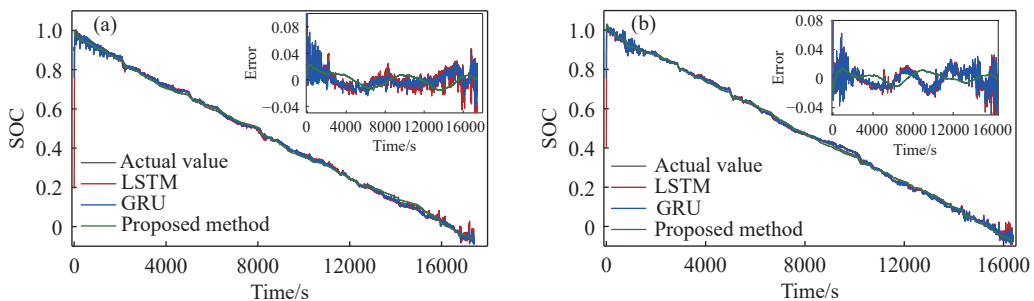 (a)
1.0
0.8
0.6
0.4
0.2
0
SOC
0
4000
8000
12000
16000
Time/s
Actual value
LSTM
GRU
Proposed method
0.08
0.04
0
−0.04
Error
0
4000
8000
12000
16000
Time/s
(b)
1.0
0.8
0.6
0.4
0.2
0
SOC
0
4000
8000
12000
16000
Time/s
Actual value
LSTM
GRU
Proposed method
0.08
0.04
0
−0.04
Error
0
4000
8000
12000
16000
Time/s